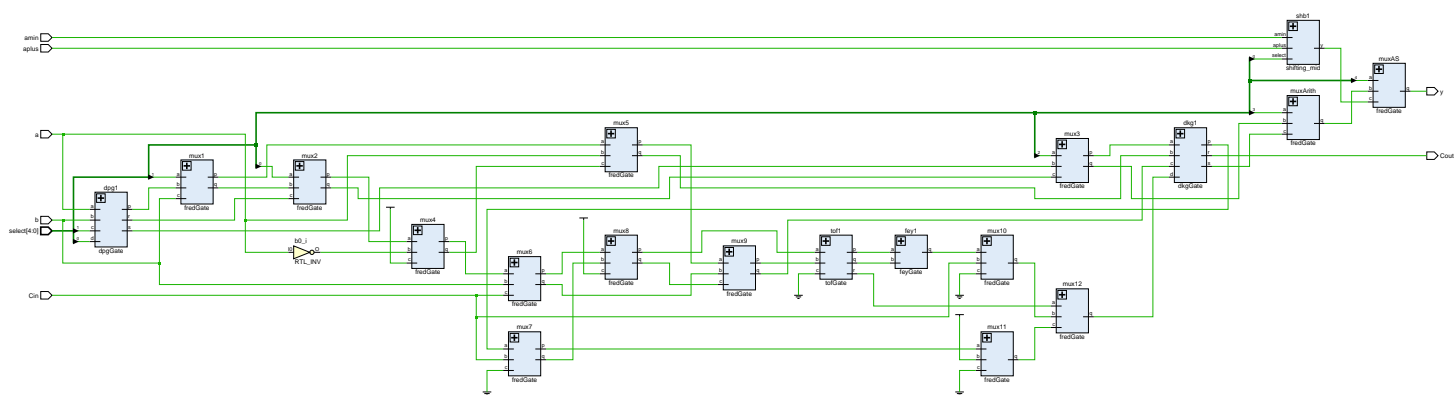 shb1
amin
amin
aplus
aplus
y
select
shifting_mid
muxAS
a
b
q
c
fredGate
y
muxArith
a
b
q
c
fredGate
a
mux5
a
p
b
q
c
fredGate
mux3
a
p
b
q
c
fredGate
dkg1
a
p
b
r
c
s
d
dkgGate
Cout
mux1
a
p
b
q
c
fredGate
mux2
a
p
b
q
c
fredGate
dpg1
a
p
b
r
c
s
d
dpgGate
b
select[4:0]
mux4
a
p
b
q
c
fredGate
b0_i
I0
O
RTL_INV
mux6
a
p
b
q
c
fredGate
mux8
a
p
b
q
c
fredGate
mux9
a
p
b
q
c
fredGate
tof1
a
p
b
q
c
r
tofGate
fey1
a
p
b
q
feyGate
mux10
a
b
q
c
fredGate
mux12
a
b
q
c
fredGate
Cin
mux7
a
p
b
q
c
fredGate
mux11
a
b
q
c
fredGate